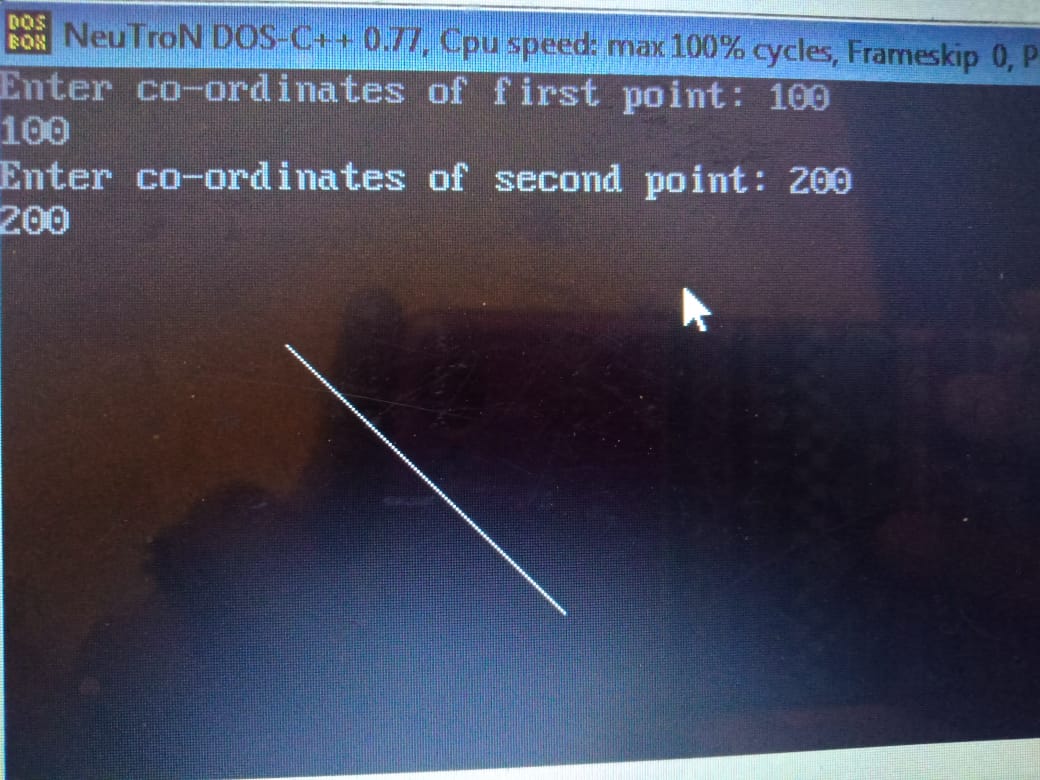 DOS
BOX
NeuTroN DOS-C++ 0.77, Cpu speed: max 100% cycles, Frameskip 0, P
Enter co-ordinates of first point: 100
100
Enter co-ordinates of second point: 200
200